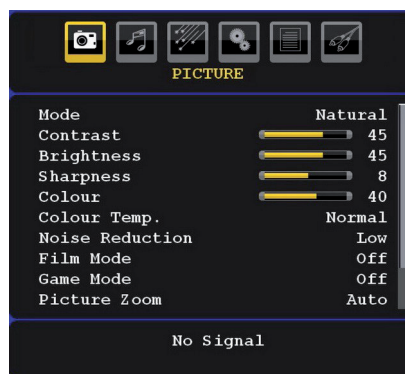 PICTURE
Mode Natural
Contrast 45
Brightness 45
Sharpness 8
Colour 40
Colour Temp. Normal
Noise Reduction Low
Film Mode Off
Game Mode Off
Picture Zoom Auto
No Signal